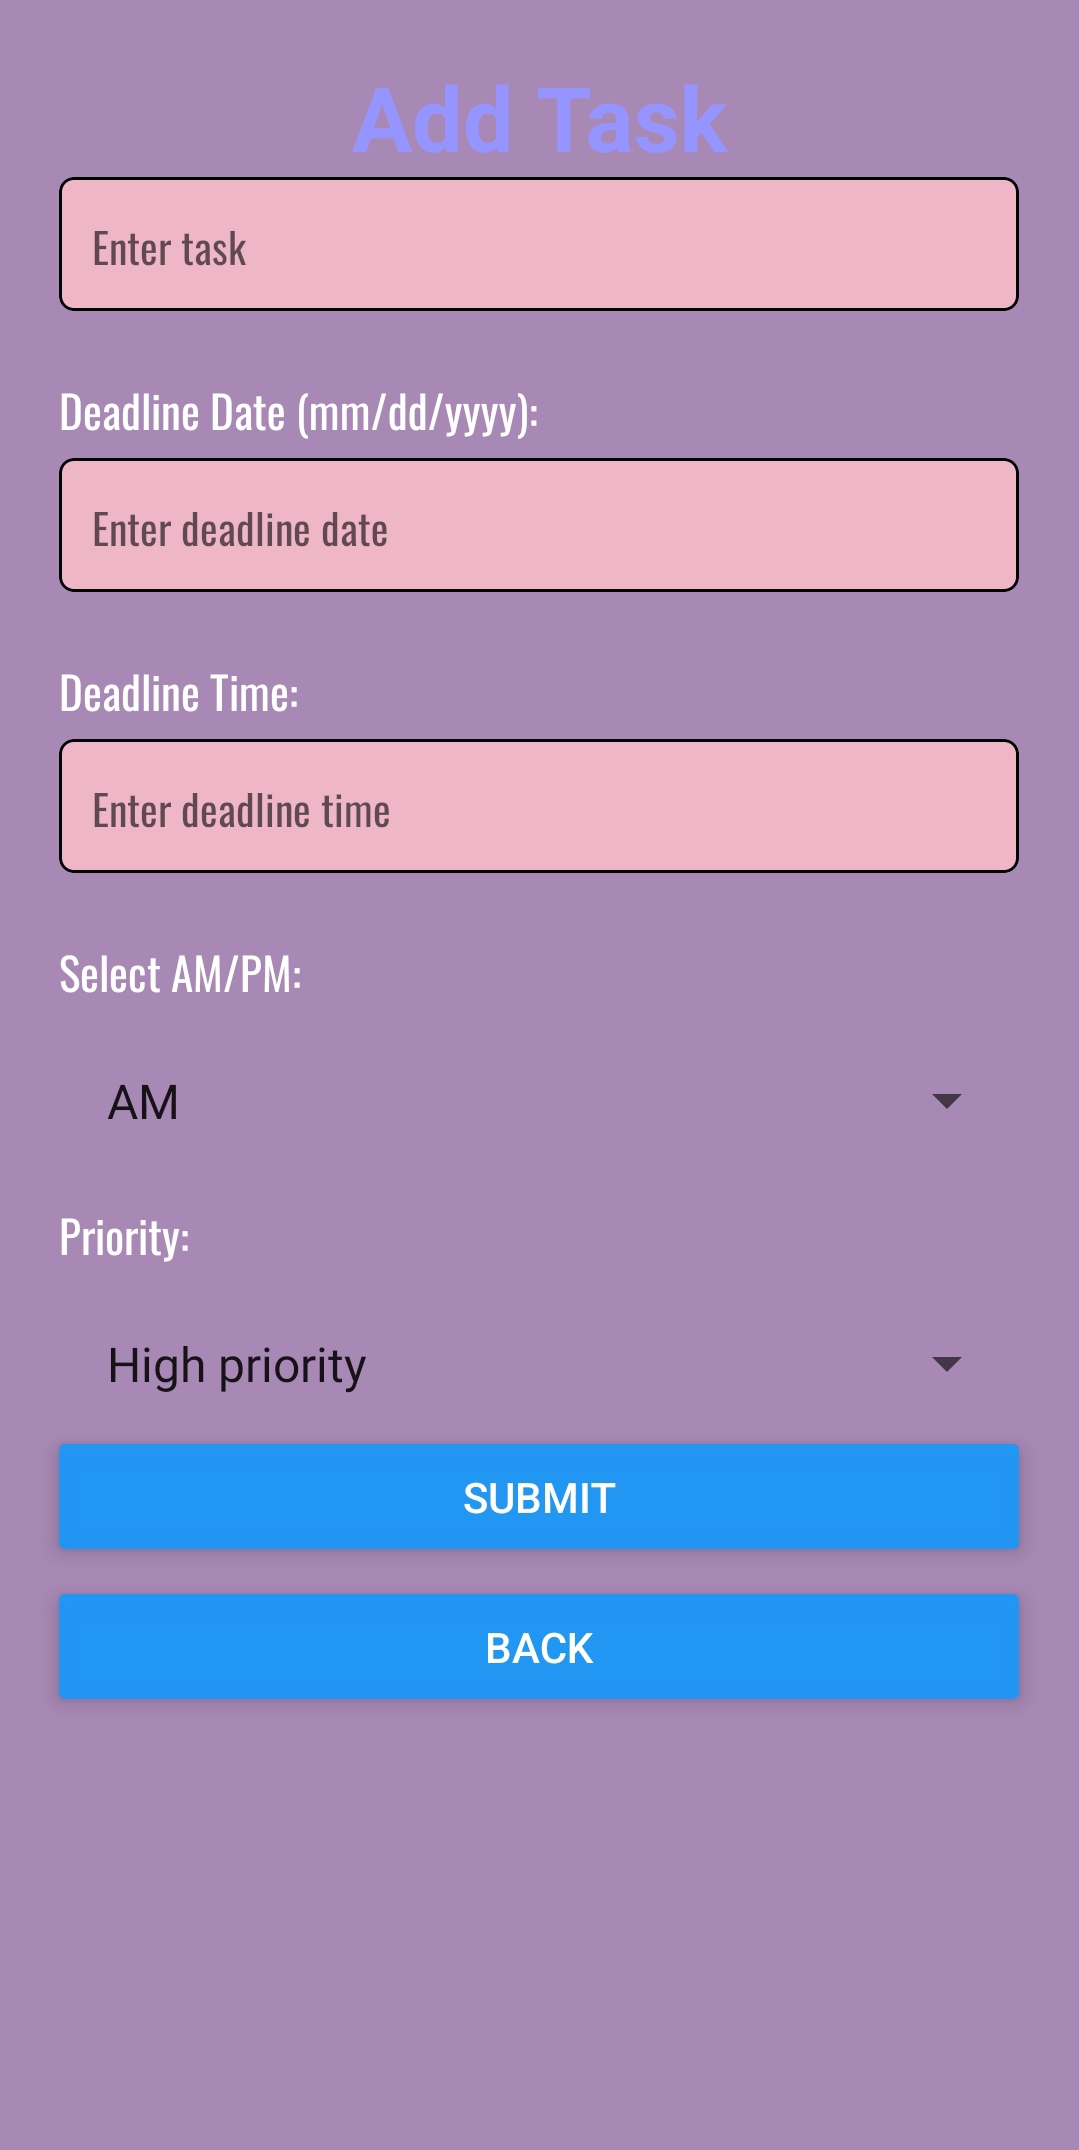 Add Task
Enter task
Deadline Date (mm/dd/yyyy):
Enter deadline date
Deadline Time:
Enter deadline time
Select AM/PM:
AM
Priority:
High priority
SUBMIT
BACK